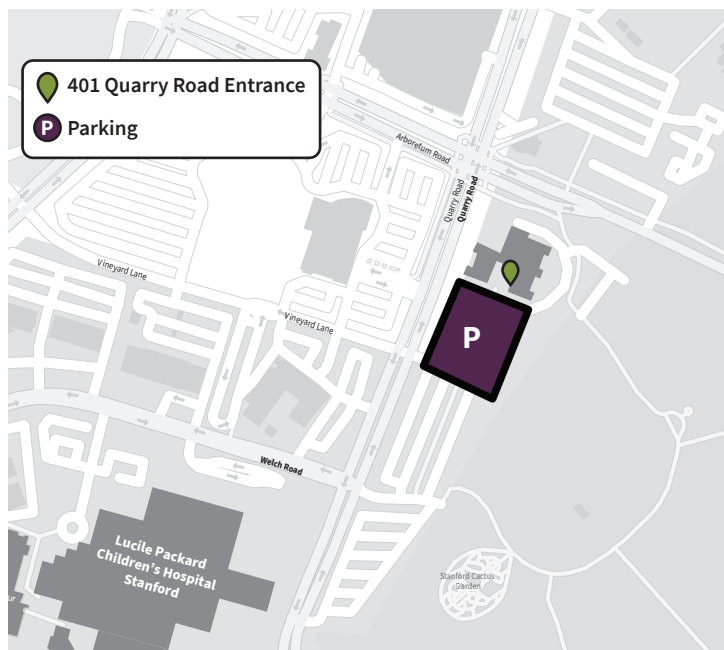 401 Quarry Road Entrance
P Parking
Arboretum Road
Quarry Road
Quarry Road
Vineyard Lane
Vineyard Lane
P
Welch Road
Lucile Packard
Children's Hospital
Stanford
Stanford Cactus
Garden
ur